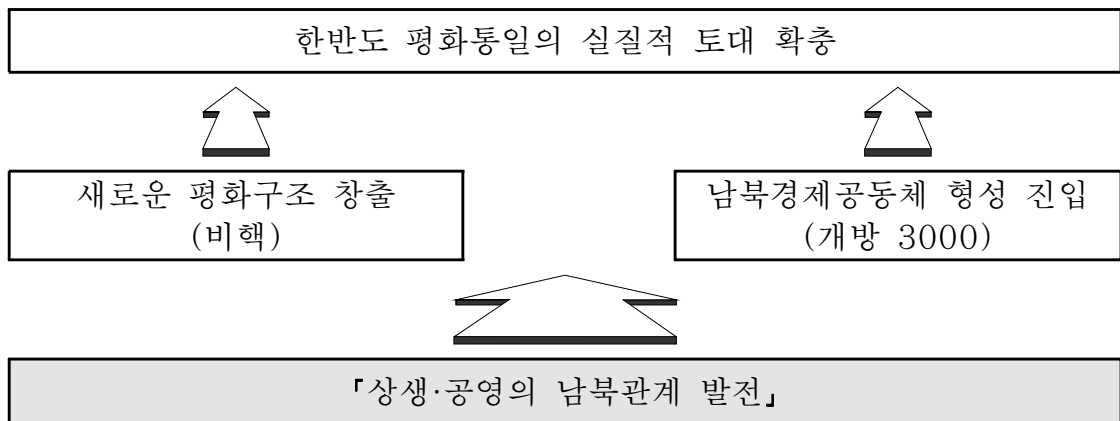 한반도 평화통일의 실질적 토대 확충
새로운 평화구조 창출
(비핵)
남북경제공동체 형성 진입
(개방 3000)
「상생·공영의 남북관계 발전」